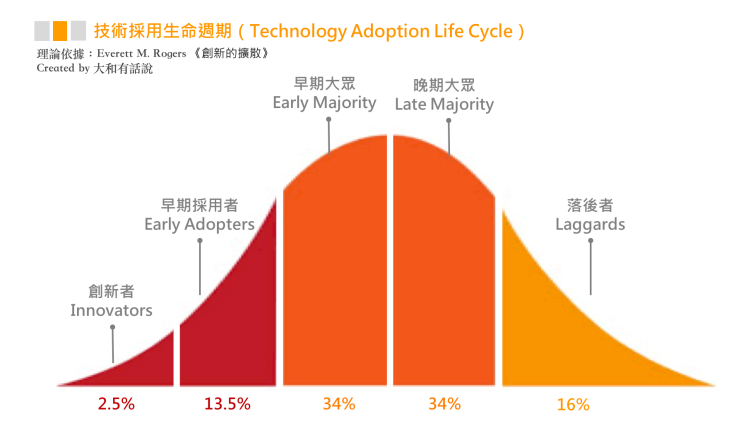 技術採用生命週期（Technology Adoption Life Cycle）
理論依據：Everett M. Rogers 《創新的擴散》
Created by 大和有話說
早期大眾
Early Majority
晚期大眾
Late Majority
早期採用者
Early Adopters
落後者
Laggards
創新者
Innovators
2.5%
13.5%
34%
34%
16%